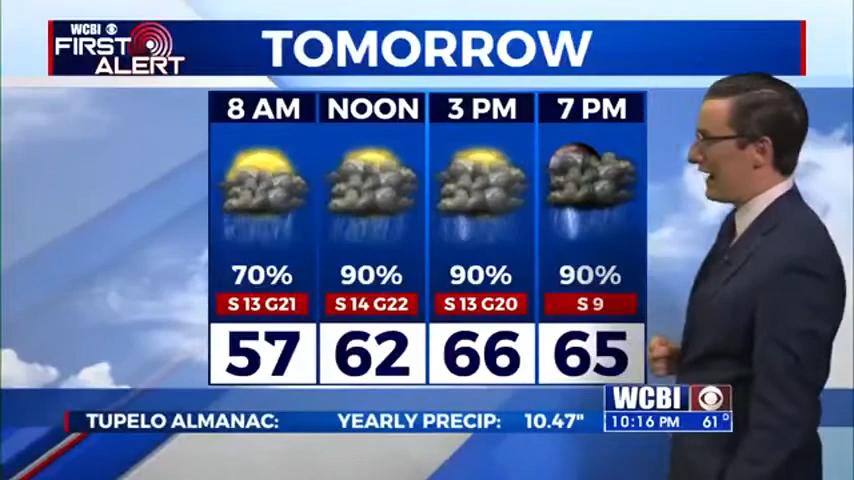 WCBI
FIRST
ALERT
TOMORROW
8 AM NOON 3 PM 7 PM
70% 90% 90% 90%
S 13 G21 S 14 G22 S 13 G20 S 9
57 62 66 65
TUPELO ALMANAC: YEARLY PRECIP: 10.47"
WCBI
10:16 PM 61°